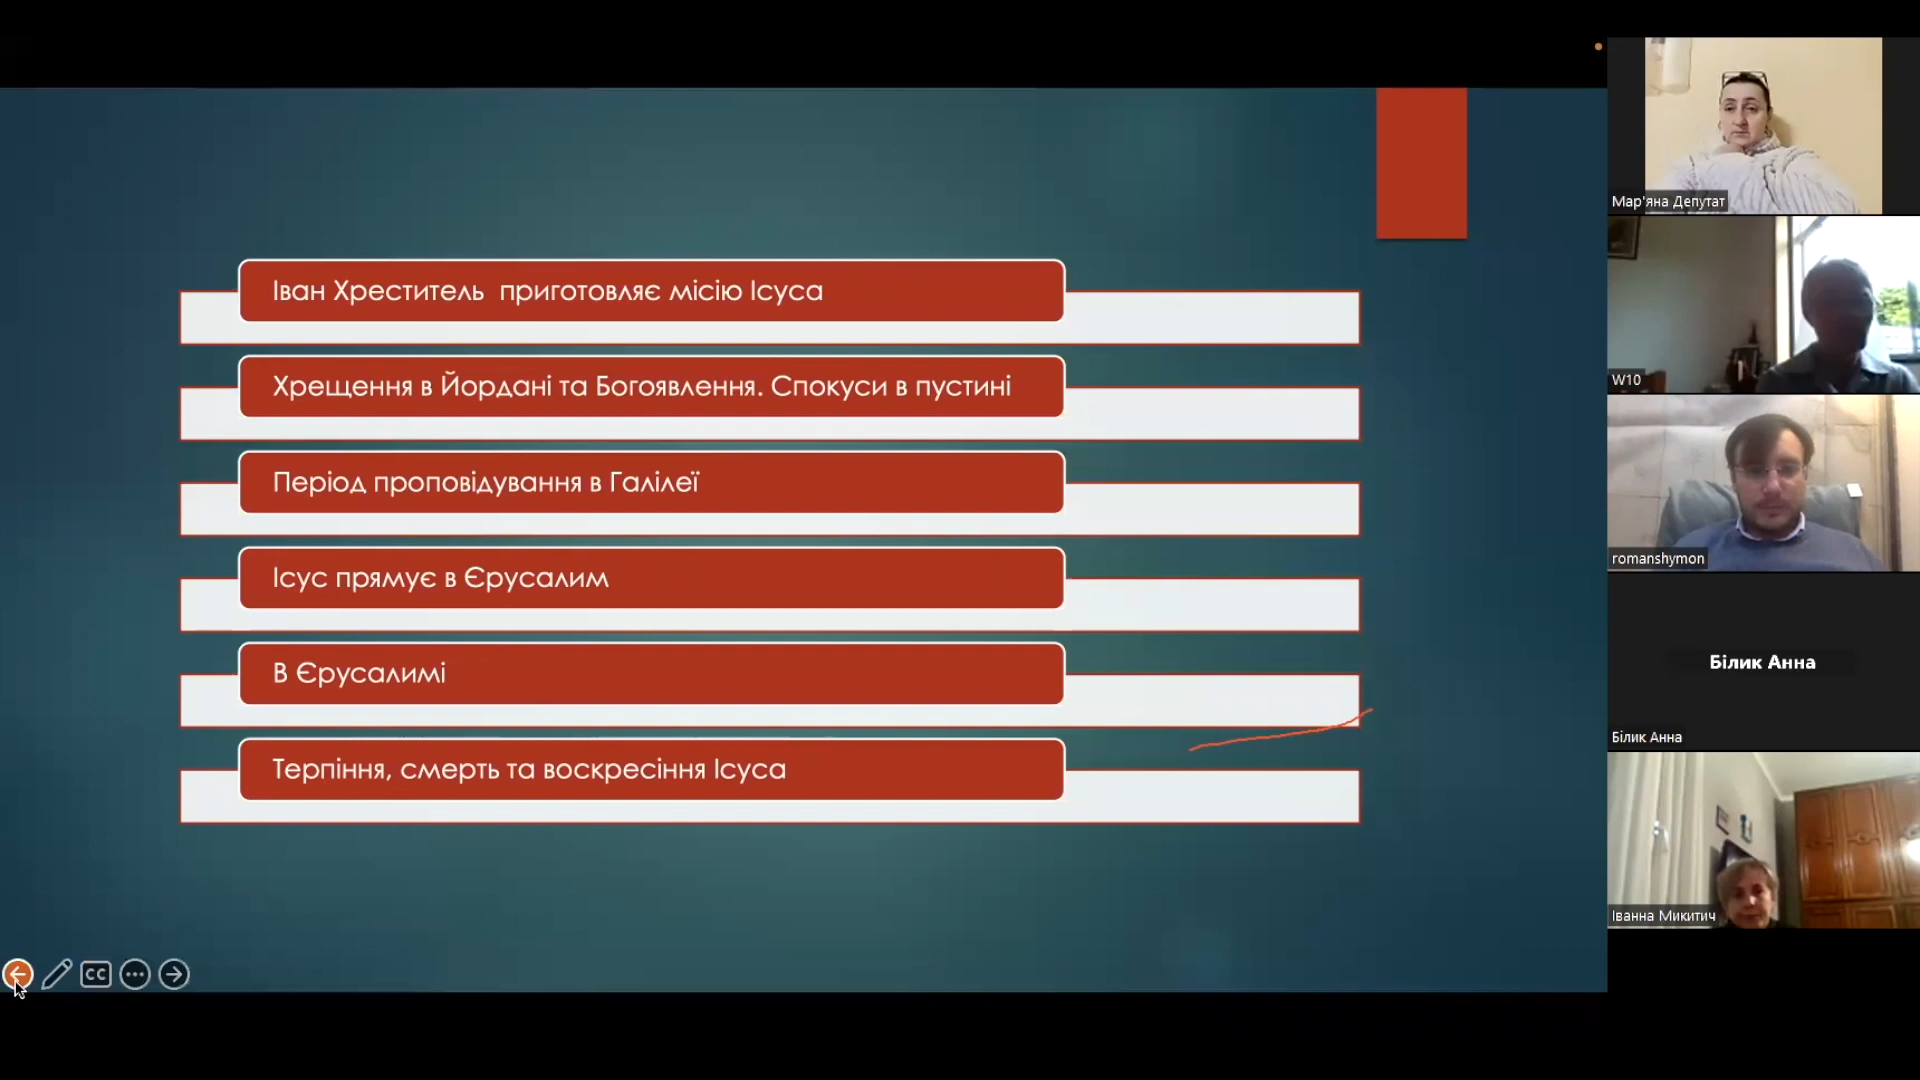 Іван Хреститель  приготовляє місію Ісуса
Хрещення в Йордані та Богоявлення. Спокуси в пустині
Період проповідування в Галілеї
Ісус прямує в Єрусалим
В Єрусалимі
Терпіння, смерть та воскресіння Ісуса
CC
Мар'яна Депутат
W10
romanshymon
Білик Анна
Білик Анна
Іванна Микитич